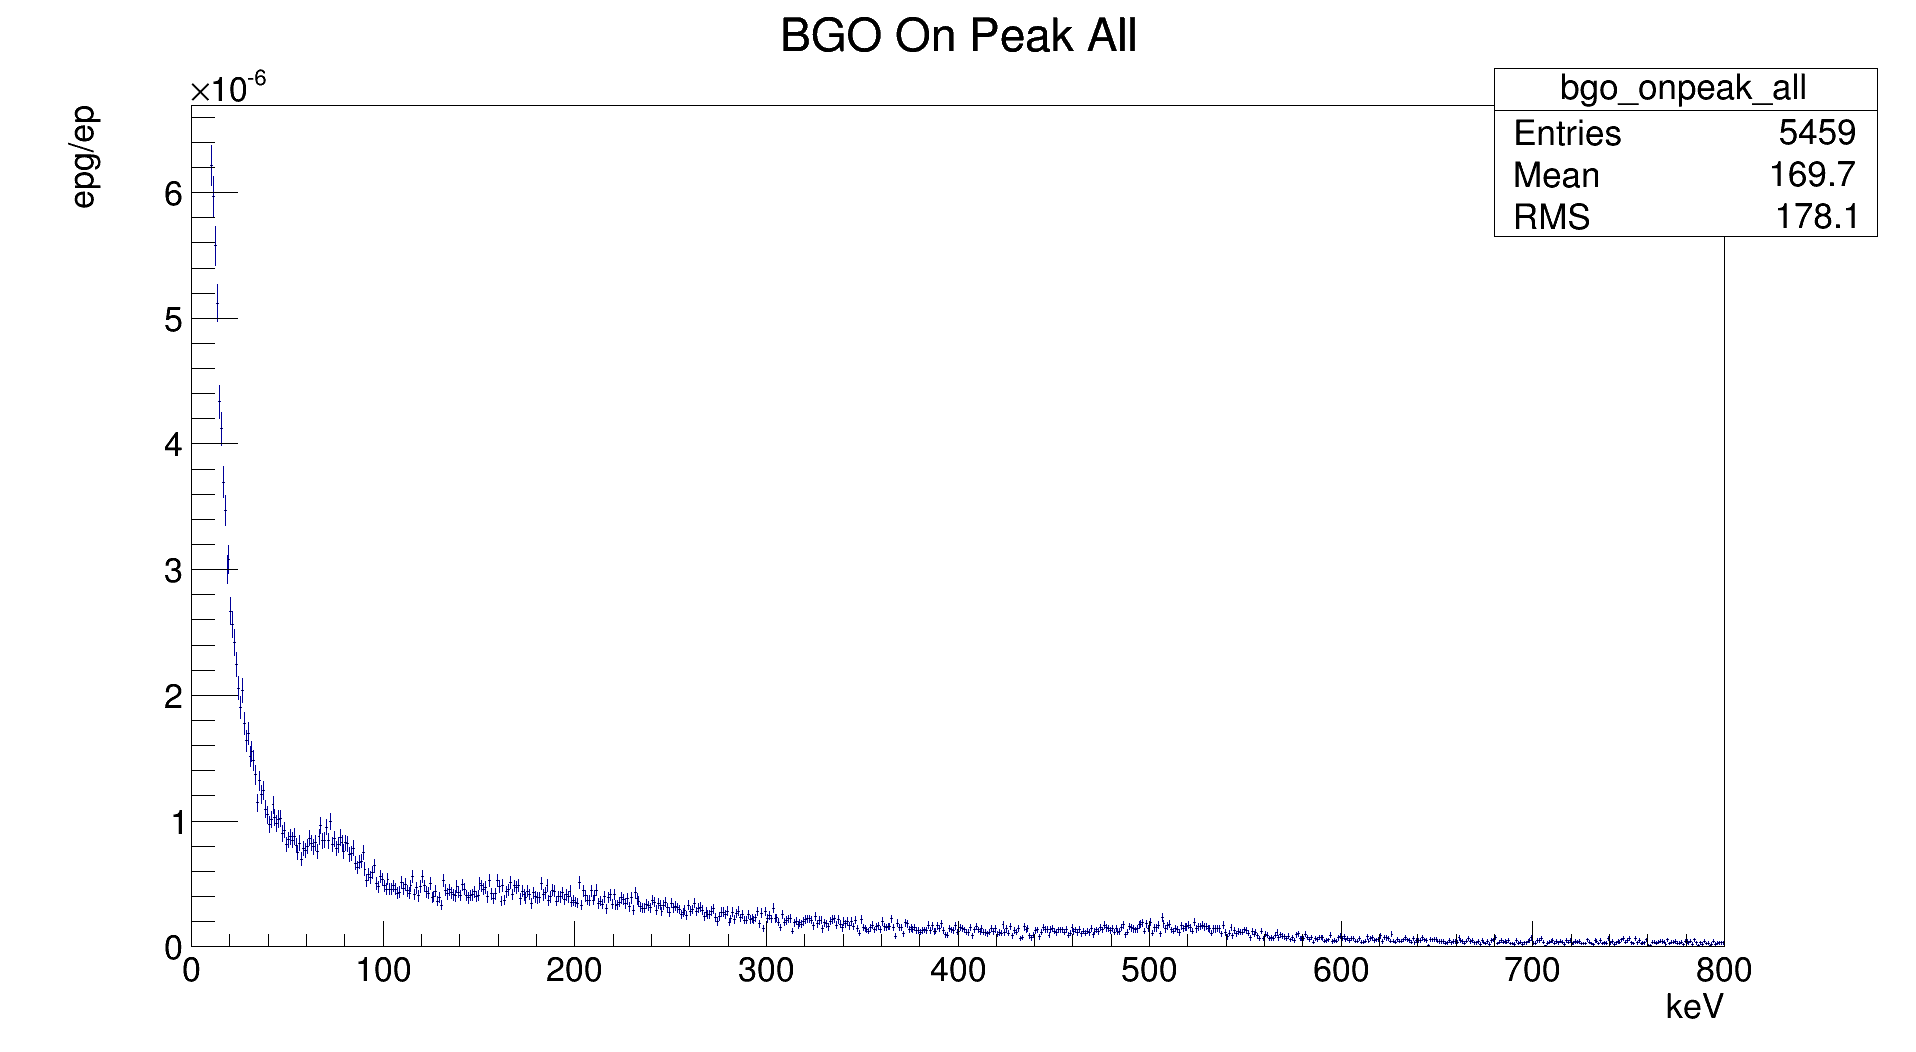 BGO On Peak All
×10-6
epg/ep
bgo_onpeak_all
Entries 5459
Mean 169.7
RMS 178.1
6
5
4
3
2
1
0
0 100 200 300 400 500 600 700 800
keV